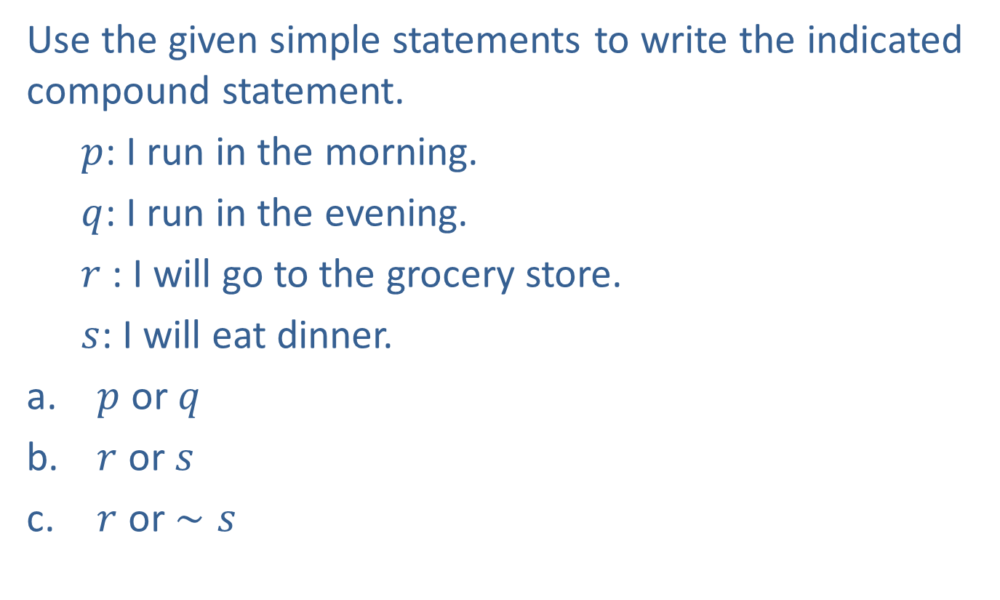 Use the given simple statements to write the indicated
compound statement.
p: I run in the morning.
q: I run in the evening.
r : I will go to the grocery store.
s: I will eat dinner.
a. p or q
b. r or s
c. r or ~ s